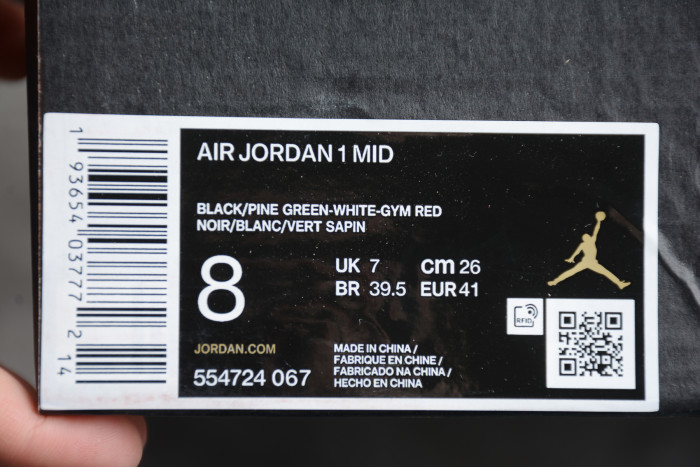 AIR JORDAN 1 MID
BLACK/PINE GREEN-WHITE-GYM RED
NOIR/BLANC/VERT SAPIN
8
UK 7 cm 26
BR 39.5 EUR 41
JORDAN.COM
554724 067
MADE IN CHINA /
FABRIQUE EN CHINE /
FABRICADO NA CHINA /
HECHO EN CHINA
RFID
1 93654 03777 2 14